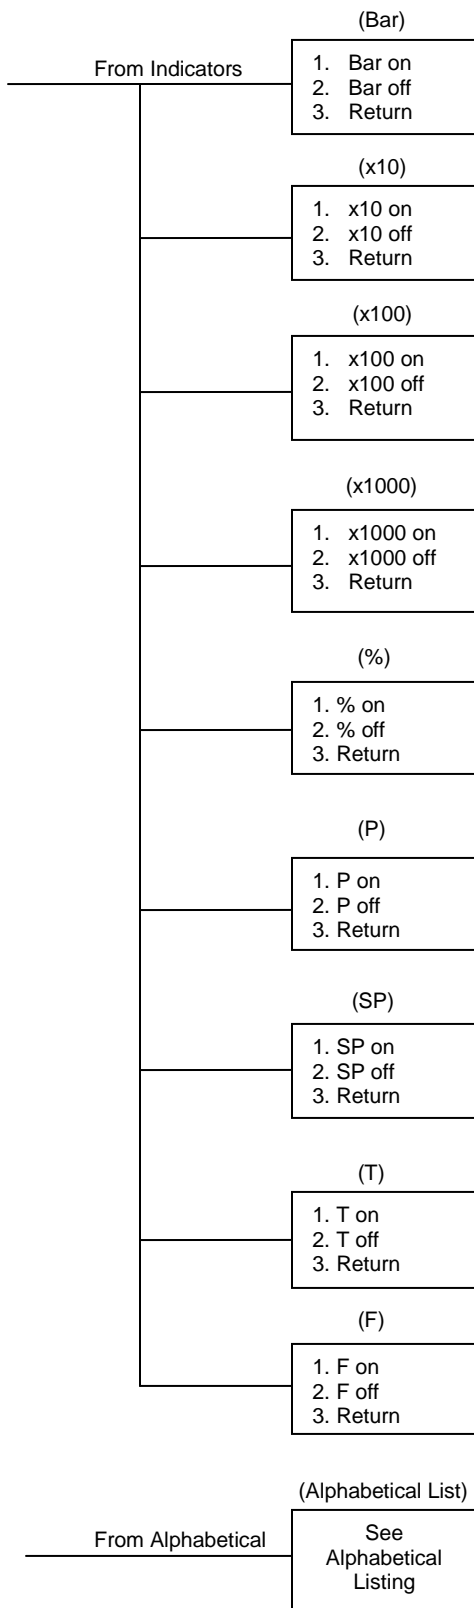 (Bar)
From Indicators
1. Bar on
2. Bar off
3. Return
(x10)
1. x10 on
2. x10 off
3. Return
(x100)
1. x100 on
2. x100 off
3. Return
(x1000)
1. x1000 on
2. x1000 off
3. Return
(%)
1. % on
2. % off
3. Return
(P)
1. P on
2. P off
3. Return
(SP)
1. SP on
2. SP off
3. Return
(T)
1. T on
2. T off
3. Return
(F)
1. F on
2. F off
3. Return
(Alphabetical List)
From Alphabetical
See
Alphabetical
Listing